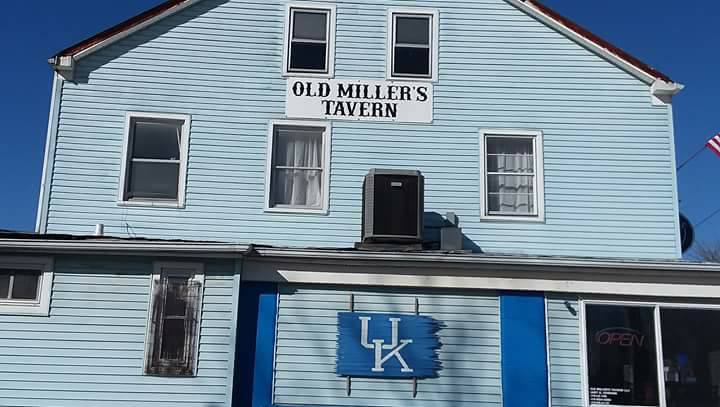 OLD MILLER'S
TAVERN
UK
OPEN